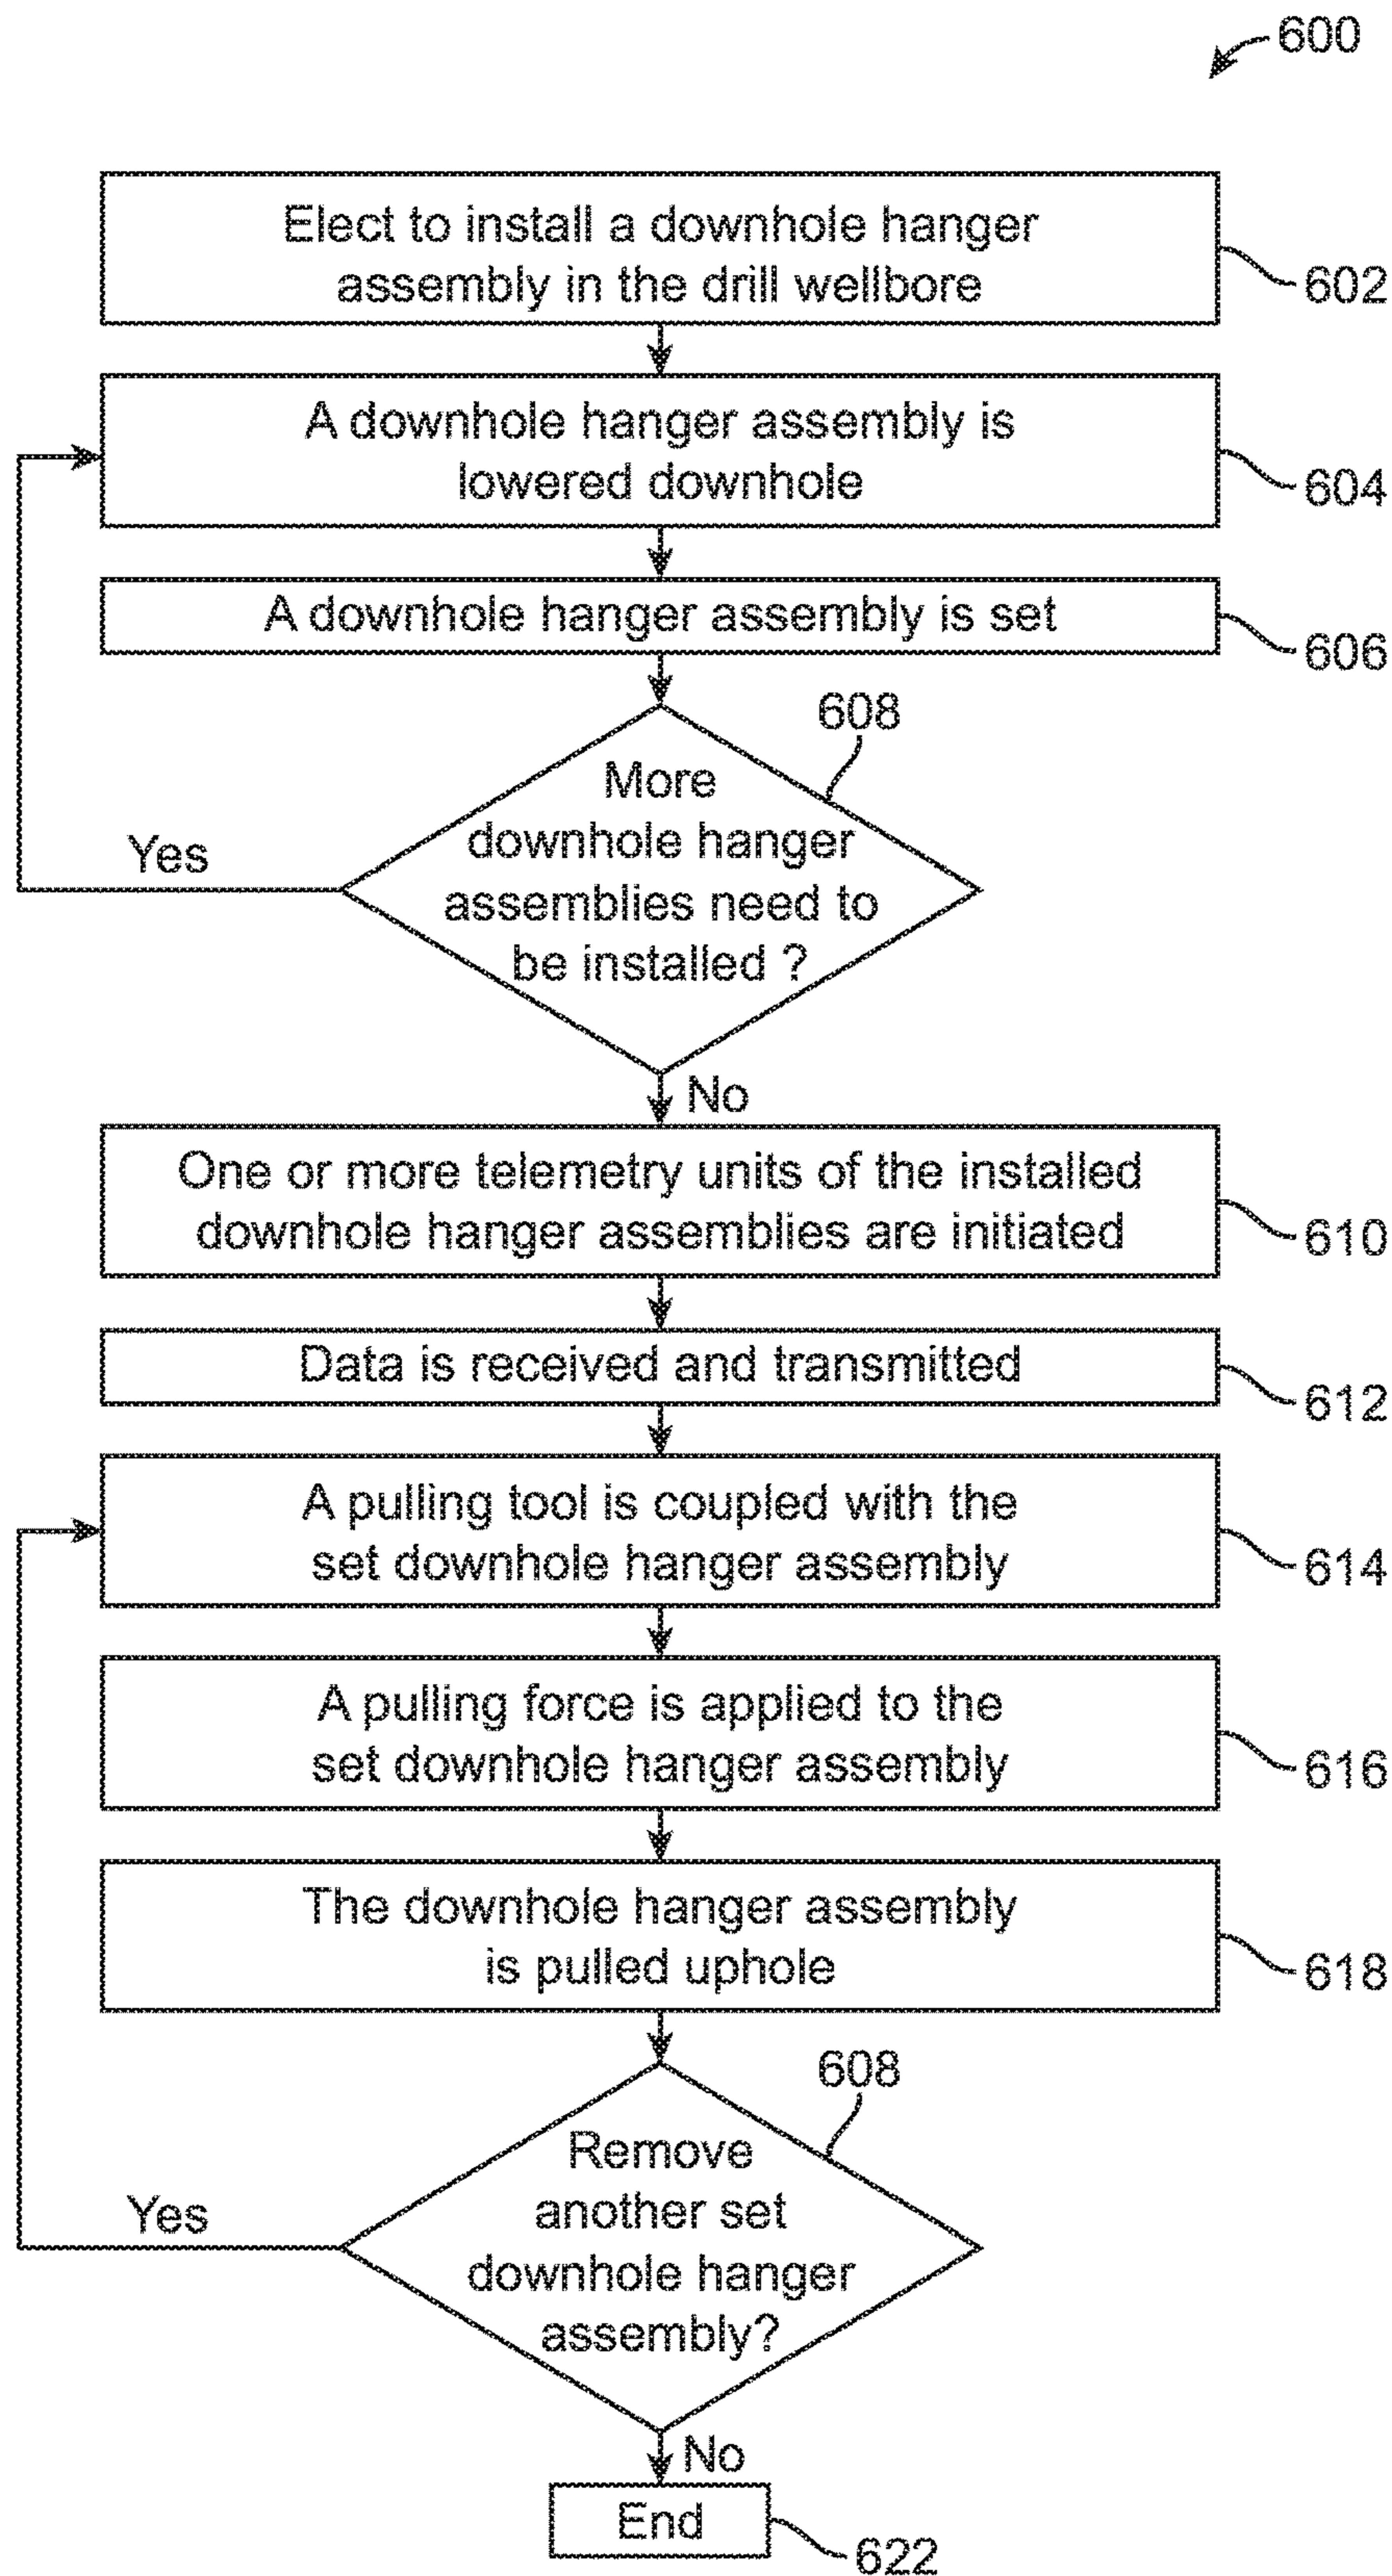 600
Elect to install a downhole hanger
assembly in the drill wellbore
602
A downhole hanger assembly is
lowered downhole
604
A downhole hanger assembly is set
606
608
More
downhole hanger
assemblies need to
be installed ?
Yes
No
One or more telemetry units of the installed
downhole hanger assemblies are initiated
610
Data is received and transmitted
612
A pulling tool is coupled with the
set downhole hanger assembly
614
A pulling force is applied to the
set downhole hanger assembly
616
The downhole hanger assembly
is pulled uphole
618
608
Remove
another set
downhole hanger
assembly?
Yes
No
End
622